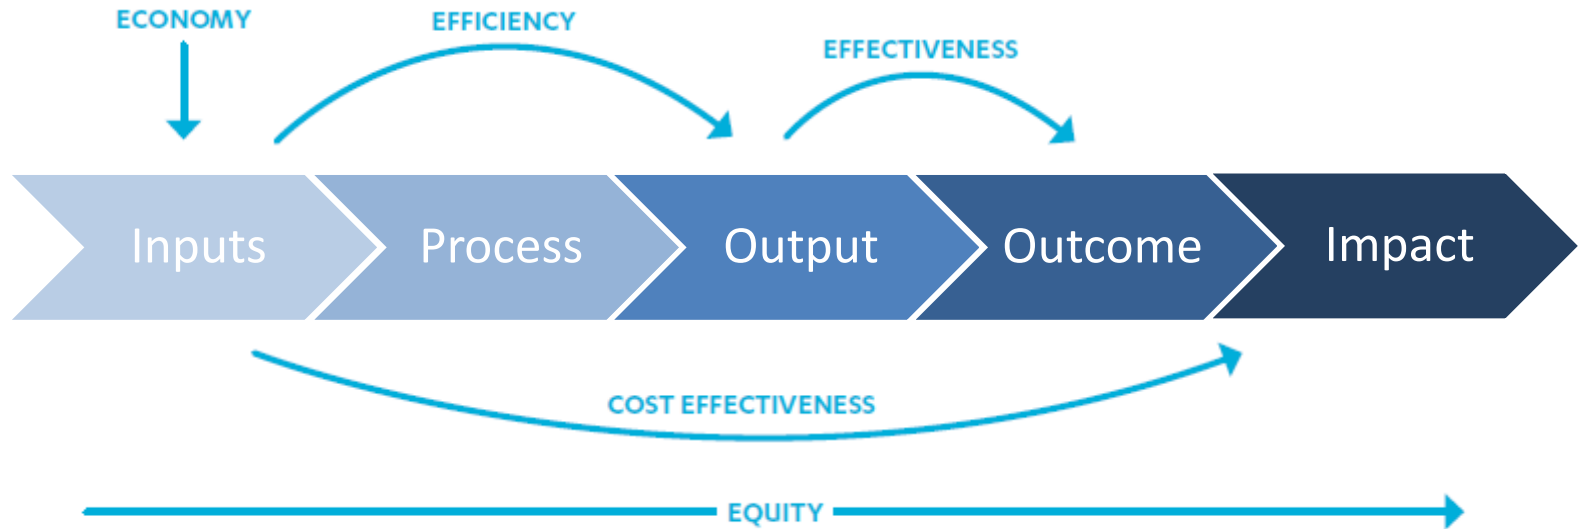 ECONOMY
EFFICIENCY
EFFECTIVENESS
Inputs
Process
Output
Outcome
Impact
COST EFFECTIVENESS
EQUITY